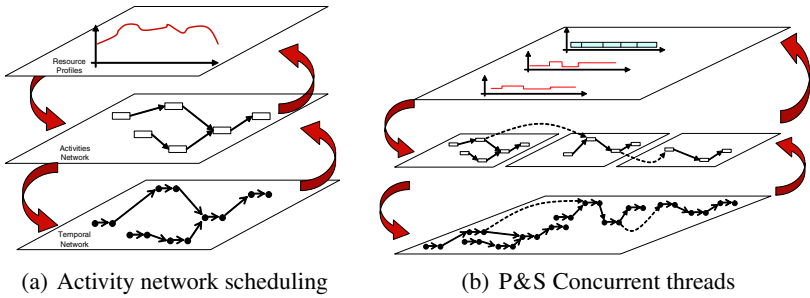 Resource
Profiles
Activities
Network
Temporal
Network
(a) Activity network scheduling
(b) P&S Concurrent threads